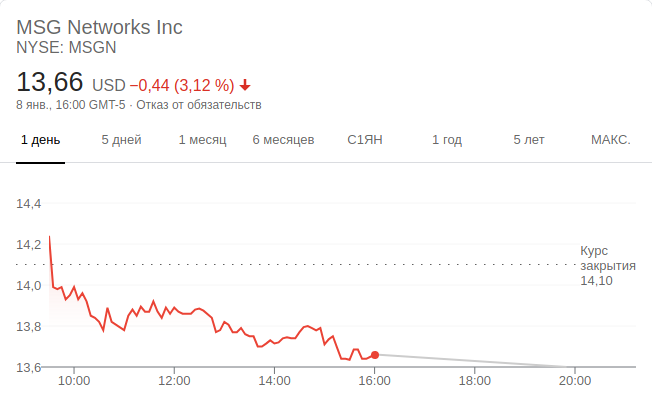 MSG Networks Inc
NYSE: MSGN
13,66 USD −0,44 (3,12 %)
8 янв., 16:00 GMT-5 · Отказ от обязательств
1 день 5 дней 1 месяц 6 месяцев С1ЯН 1 год 5 лет МАКС.
14,4
14,2
Курс
закрытия
14,10
14,0
13,8
13,6
10:00 12:00 14:00 16:00 18:00 20:00